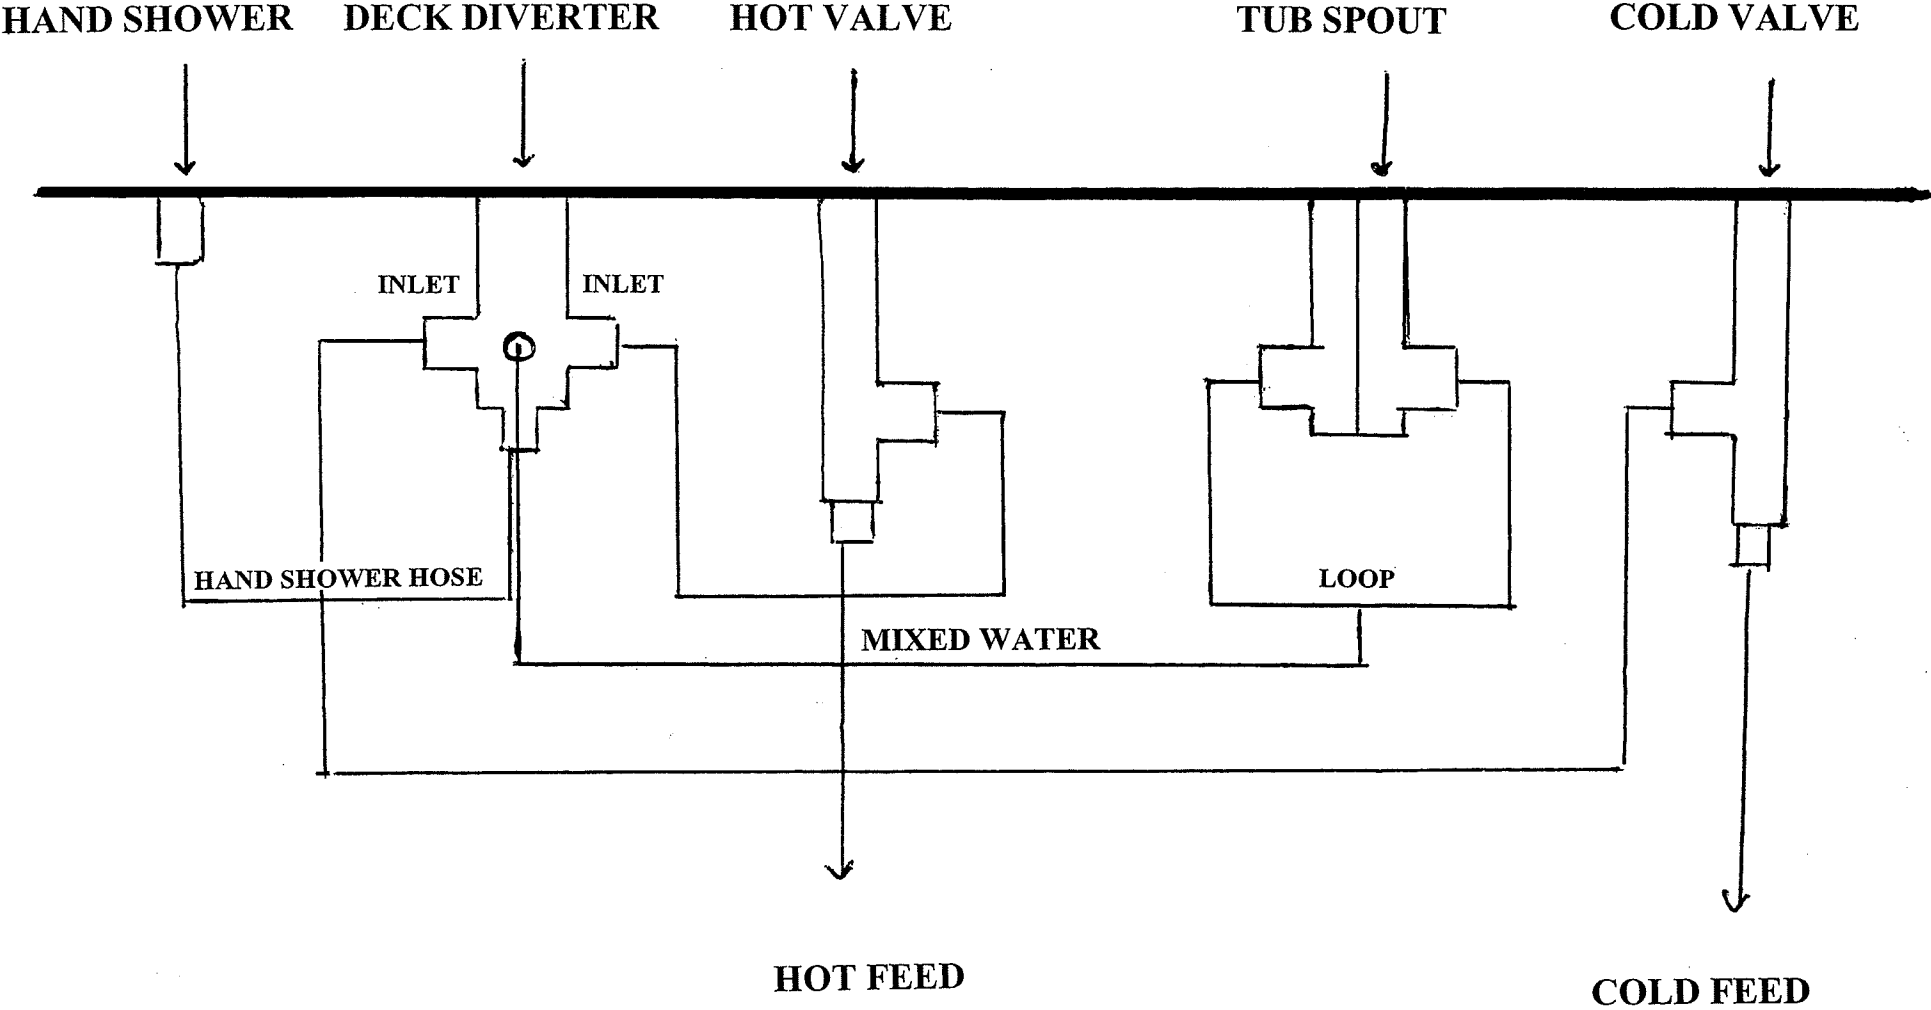 HAND SHOWER
DECK DIVERTER
HOT VALVE
TUB SPOUT
COLD VALVE
INLET
INLET
HAND SHOWER HOSE
LOOP
MIXED WATER
HOT FEED
COLD FEED